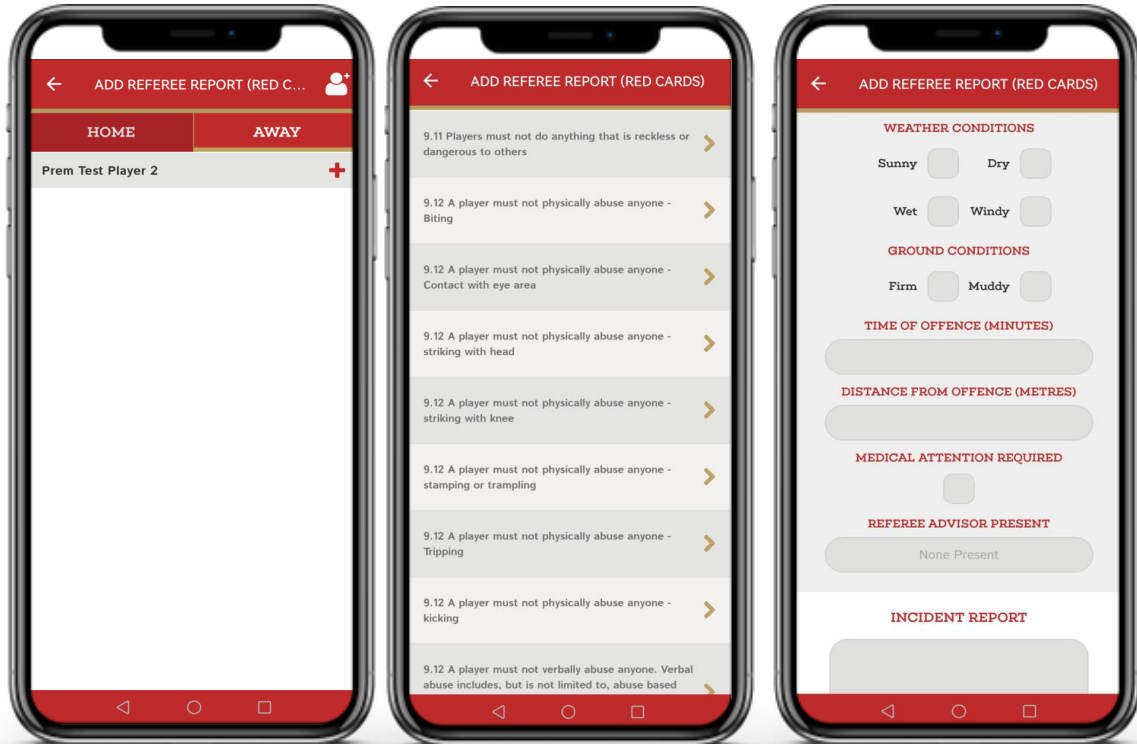 ADD REFEREE REPORT (RED C...
HOME
AWAY
Prem Test Player 2
ADD REFEREE REPORT (RED CARDS)
9.11 Players must not do anything that is reckless or
dangerous to others
9.12 A player must not physically abuse anyone -
Biting
9.12 A player must not physically abuse anyone -
Contact with eye area
9.12 A player must not physically abuse anyone -
striking with head
9.12 A player must not physically abuse anyone -
striking with knee
9.12 A player must not physically abuse anyone -
stamping or trampling
9.12 A player must not physically abuse anyone -
Tripping
9.12 A player must not physically abuse anyone -
kicking
9.12 A player must not verbally abuse anyone. Verbal
abuse includes, but is not limited to, abuse based
ADD REFEREE REPORT (RED CARDS)
WEATHER CONDITIONS
Sunny Dry
Wet Windy
GROUND CONDITIONS
Firm Muddy
TIME OF OFFENCE (MINUTES)
DISTANCE FROM OFFENCE (METRES)
MEDICAL ATTENTION REQUIRED
REFEREE ADVISOR PRESENT
None Present
INCIDENT REPORT